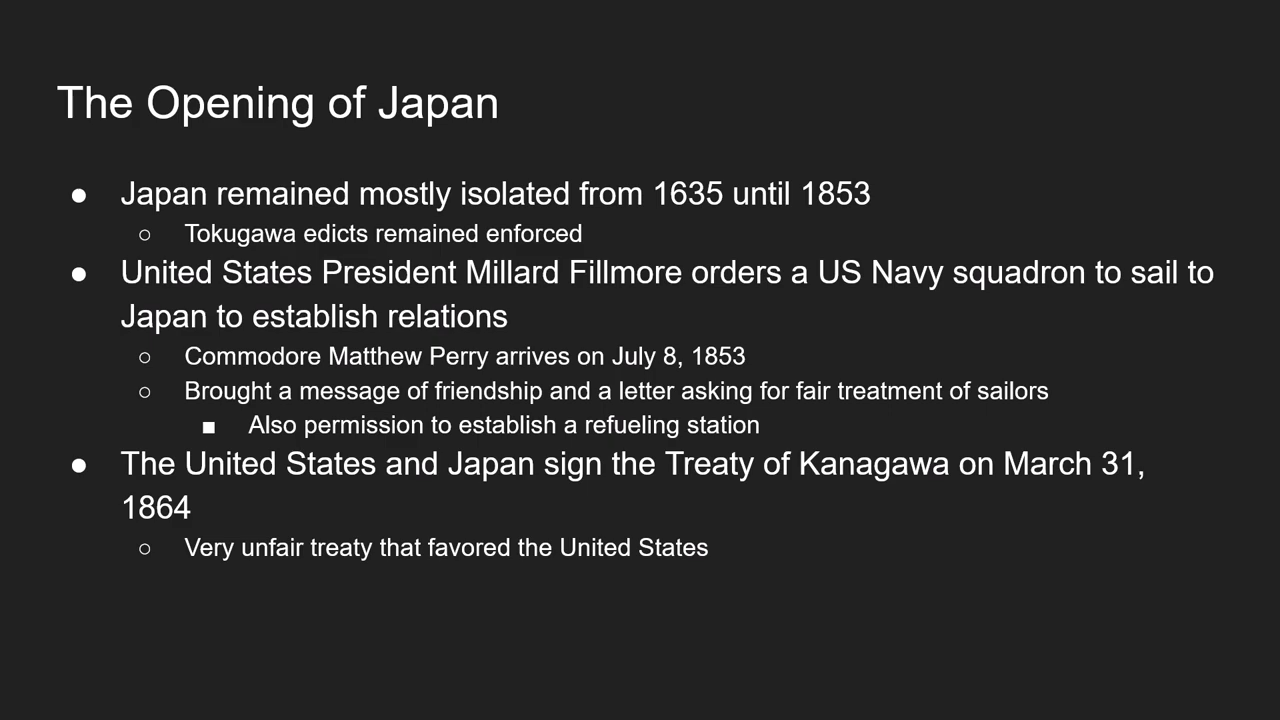 The Opening of Japan
● Japan remained mostly isolated from 1635 until 1853
○ Tokugawa edicts remained enforced
● United States President Millard Fillmore orders a US Navy squadron to sail to
Japan to establish relations
○ Commodore Matthew Perry arrives on July 8, 1853
○ Brought a message of friendship and a letter asking for fair treatment of sailors
■ Also permission to establish a refueling station
● The United States and Japan sign the Treaty of Kanagawa on March 31,
1864
○ Very unfair treaty that favored the United States